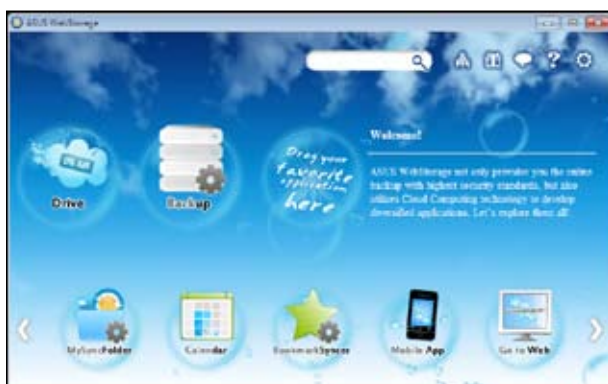 ASUS WebStorage
Welcome!
ASUS WebStorage not only provides you the online
backup with highest security standards, but also
utilizes Cloud Computing technology to develop
diversified applications. Let's explore them all!
Drag your
favorite
application
here
Drive
Backup
MySyncFolder
Calendar
BookmarkSyncer
Mobile App
Go to Web